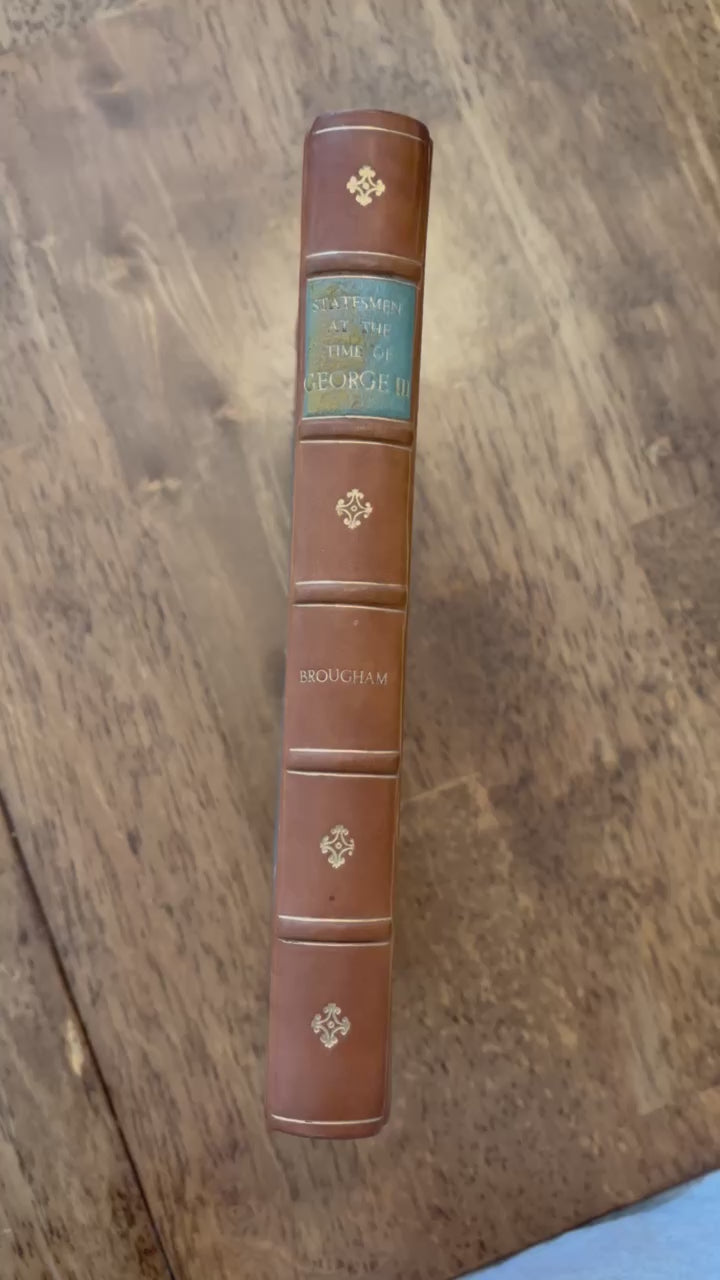 STATESMEN
AT THE
TIME OF
GEORGE III
BROUGHAM